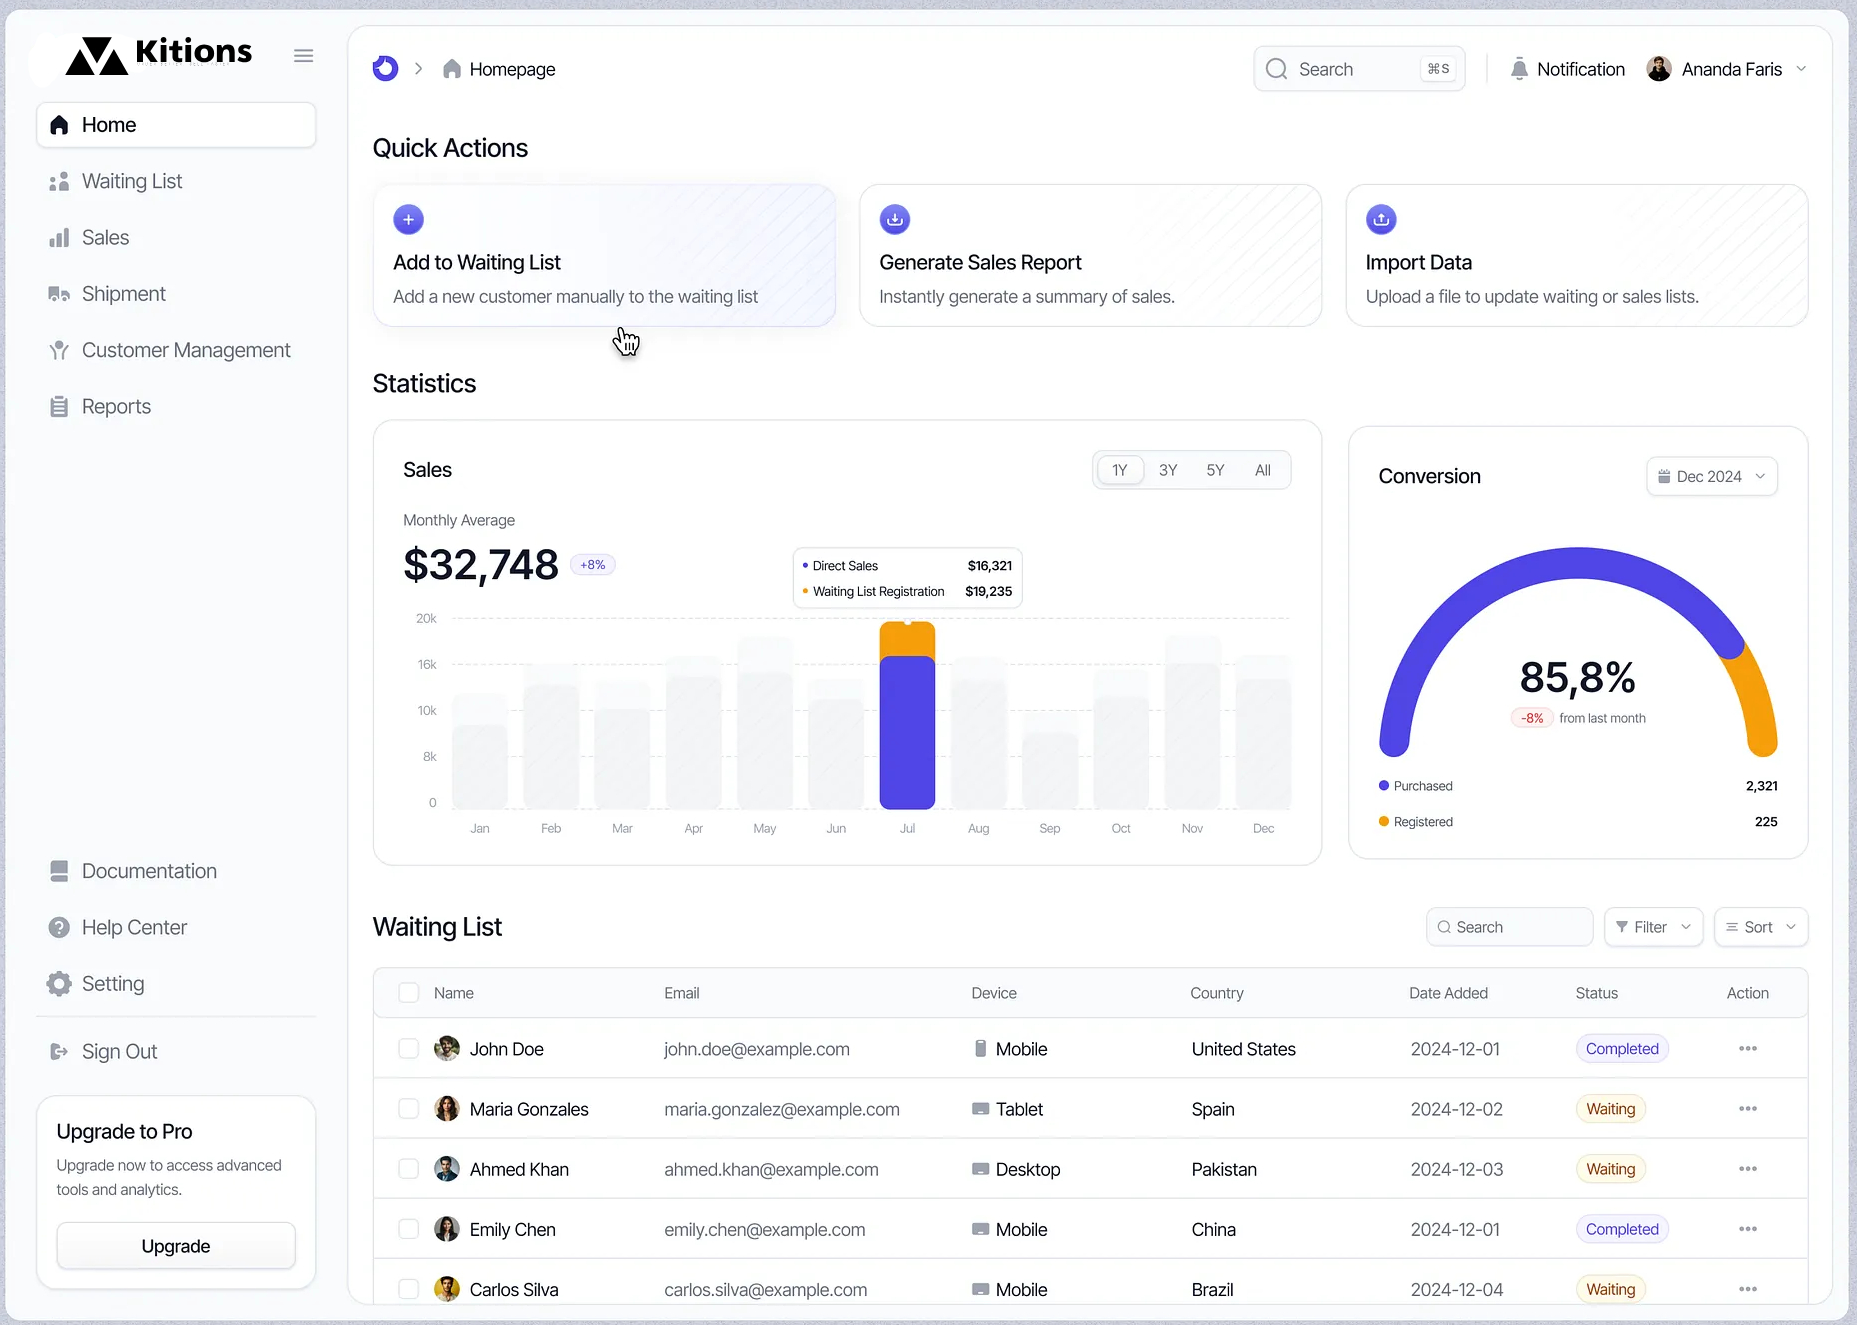 Kitions
Home
Waiting List
Sales
Shipment
Customer Management
Reports
Documentation
Help Center
Setting
Sign Out
Upgrade to Pro
Upgrade now to access advanced
tools and analytics.
Upgrade
Homepage
Search ⌘S
Notification
Ananda Faris
Quick Actions
Add to Waiting List
Add a new customer manually to the waiting list
Generate Sales Report
Instantly generate a summary of sales.
Import Data
Upload a file to update waiting or sales lists.
Statistics
Sales
1Y 3Y 5Y All
Monthly Average
$32,748 +8%
Direct Sales $16,321
Waiting List Registration $19,235
20k
16k
10k
8k
0
Jan Feb Mar Apr May Jun Jul Aug Sep Oct Nov Dec
Conversion
Dec 2024
85,8%
-8% from last month
Purchased 2,321
Registered 225
Waiting List
Search
Filter
Sort
Name Email Device Country Date Added Status Action
John Doe john.doe@example.com Mobile United States 2024-12-01 Completed
Maria Gonzales maria.gonzalez@example.com Tablet Spain 2024-12-02 Waiting
Ahmed Khan ahmed.khan@example.com Desktop Pakistan 2024-12-03 Waiting
Emily Chen emily.chen@example.com Mobile China 2024-12-01 Completed
Carlos Silva carlos.silva@example.com Mobile Brazil 2024-12-04 Waiting